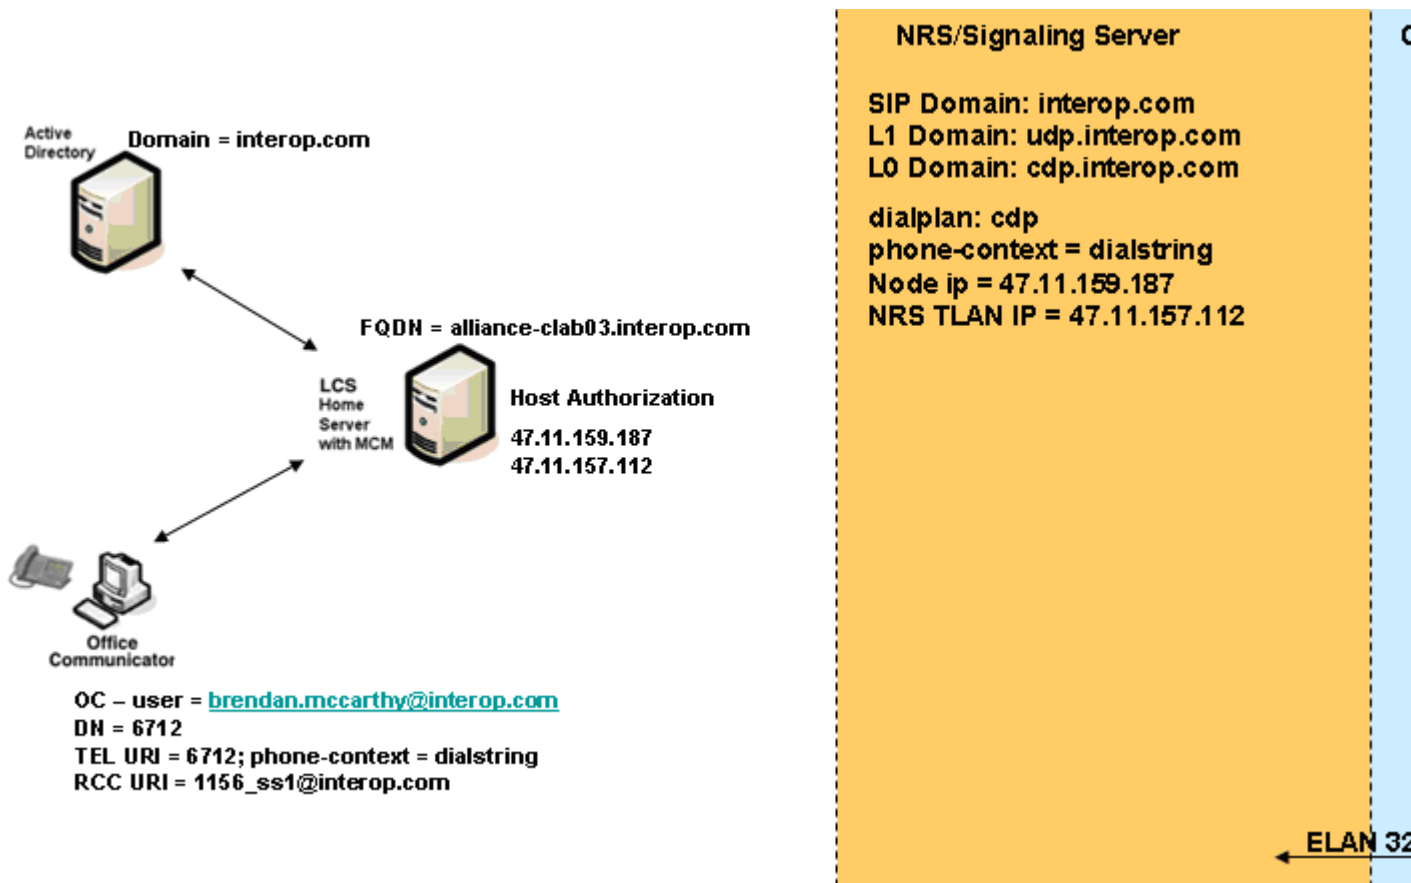 Active
Directory
Domain = interop.com
FQDN = alliance-clab03.interop.com
LCS
Home
Server
with MCM
Host Authorization
47.11.159.187
47.11.157.112
Office
Communicator
OC – user = brendan.mccarthy@interop.com
DN = 6712
TEL URI = 6712; phone-context = dialstring
RCC URI = 1156_ss1@interop.com
NRS/Signaling Server
SIP Domain: interop.com
L1 Domain: udp.interop.com
L0 Domain: cdp.interop.com
dialplan: cdp
phone-context = dialstring
Node ip = 47.11.159.187
NRS TLAN IP = 47.11.157.112
ELAN 32